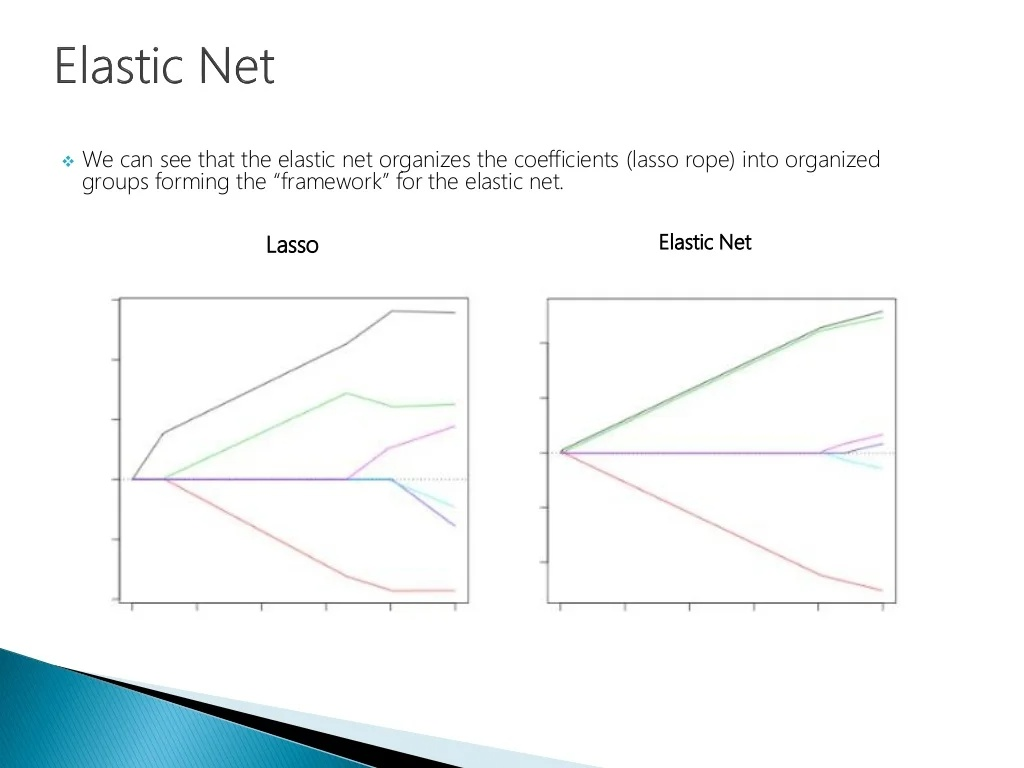 Elastic Net
We can see that the elastic net organizes the coefficients (lasso rope) into organized
groups forming the “framework” for the elastic net.
Lasso
Elastic Net